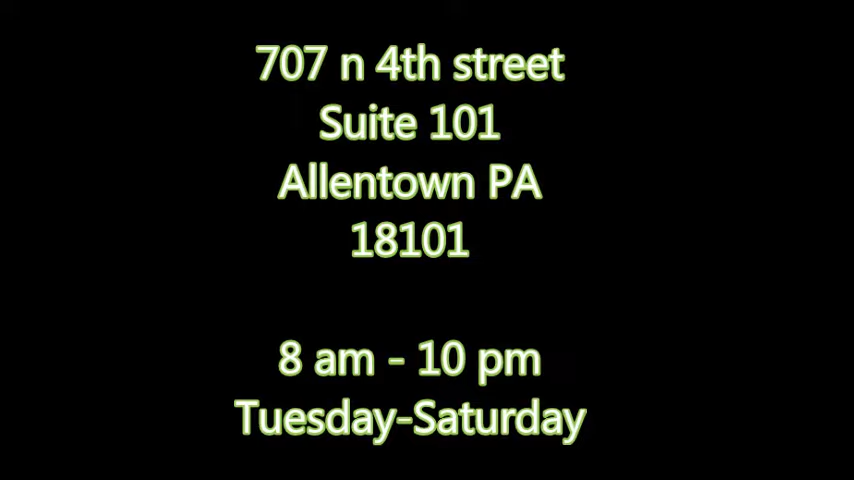 707 n 4th street
Suite 101
Allentown PA
18101
8 am - 10 pm
Tuesday-Saturday